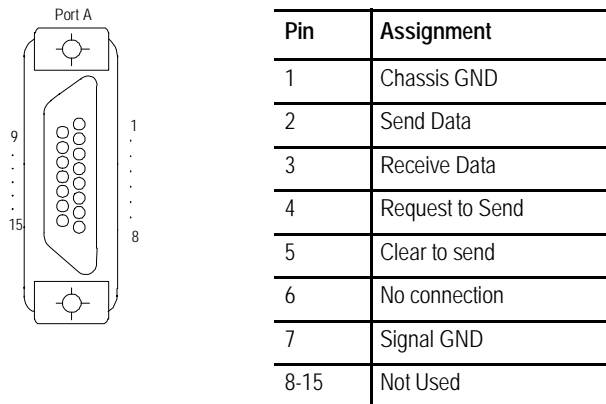 Port A
9
.
.
.
.
.
15
1
.
.
.
.
.
.
8
Pin Assignment
1 Chassis GND
2 Send Data
3 Receive Data
4 Request to Send
5 Clear to send
6 No connection
7 Signal GND
8-15 Not Used